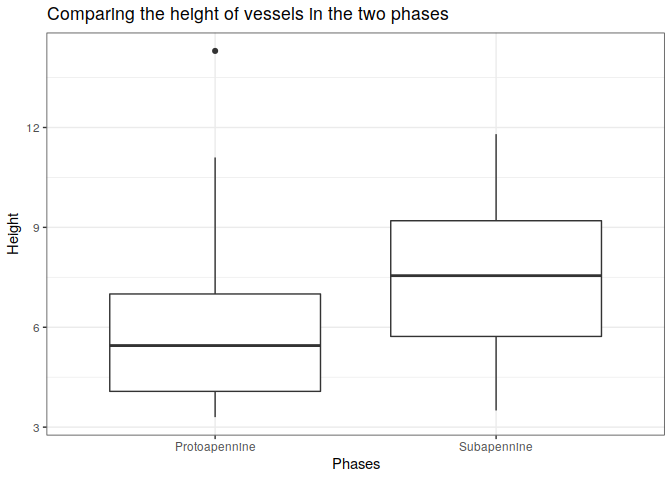 Comparing the height of vessels in the two phases
Height
12
9
6
3
Protoapennine Subapennine
Phases